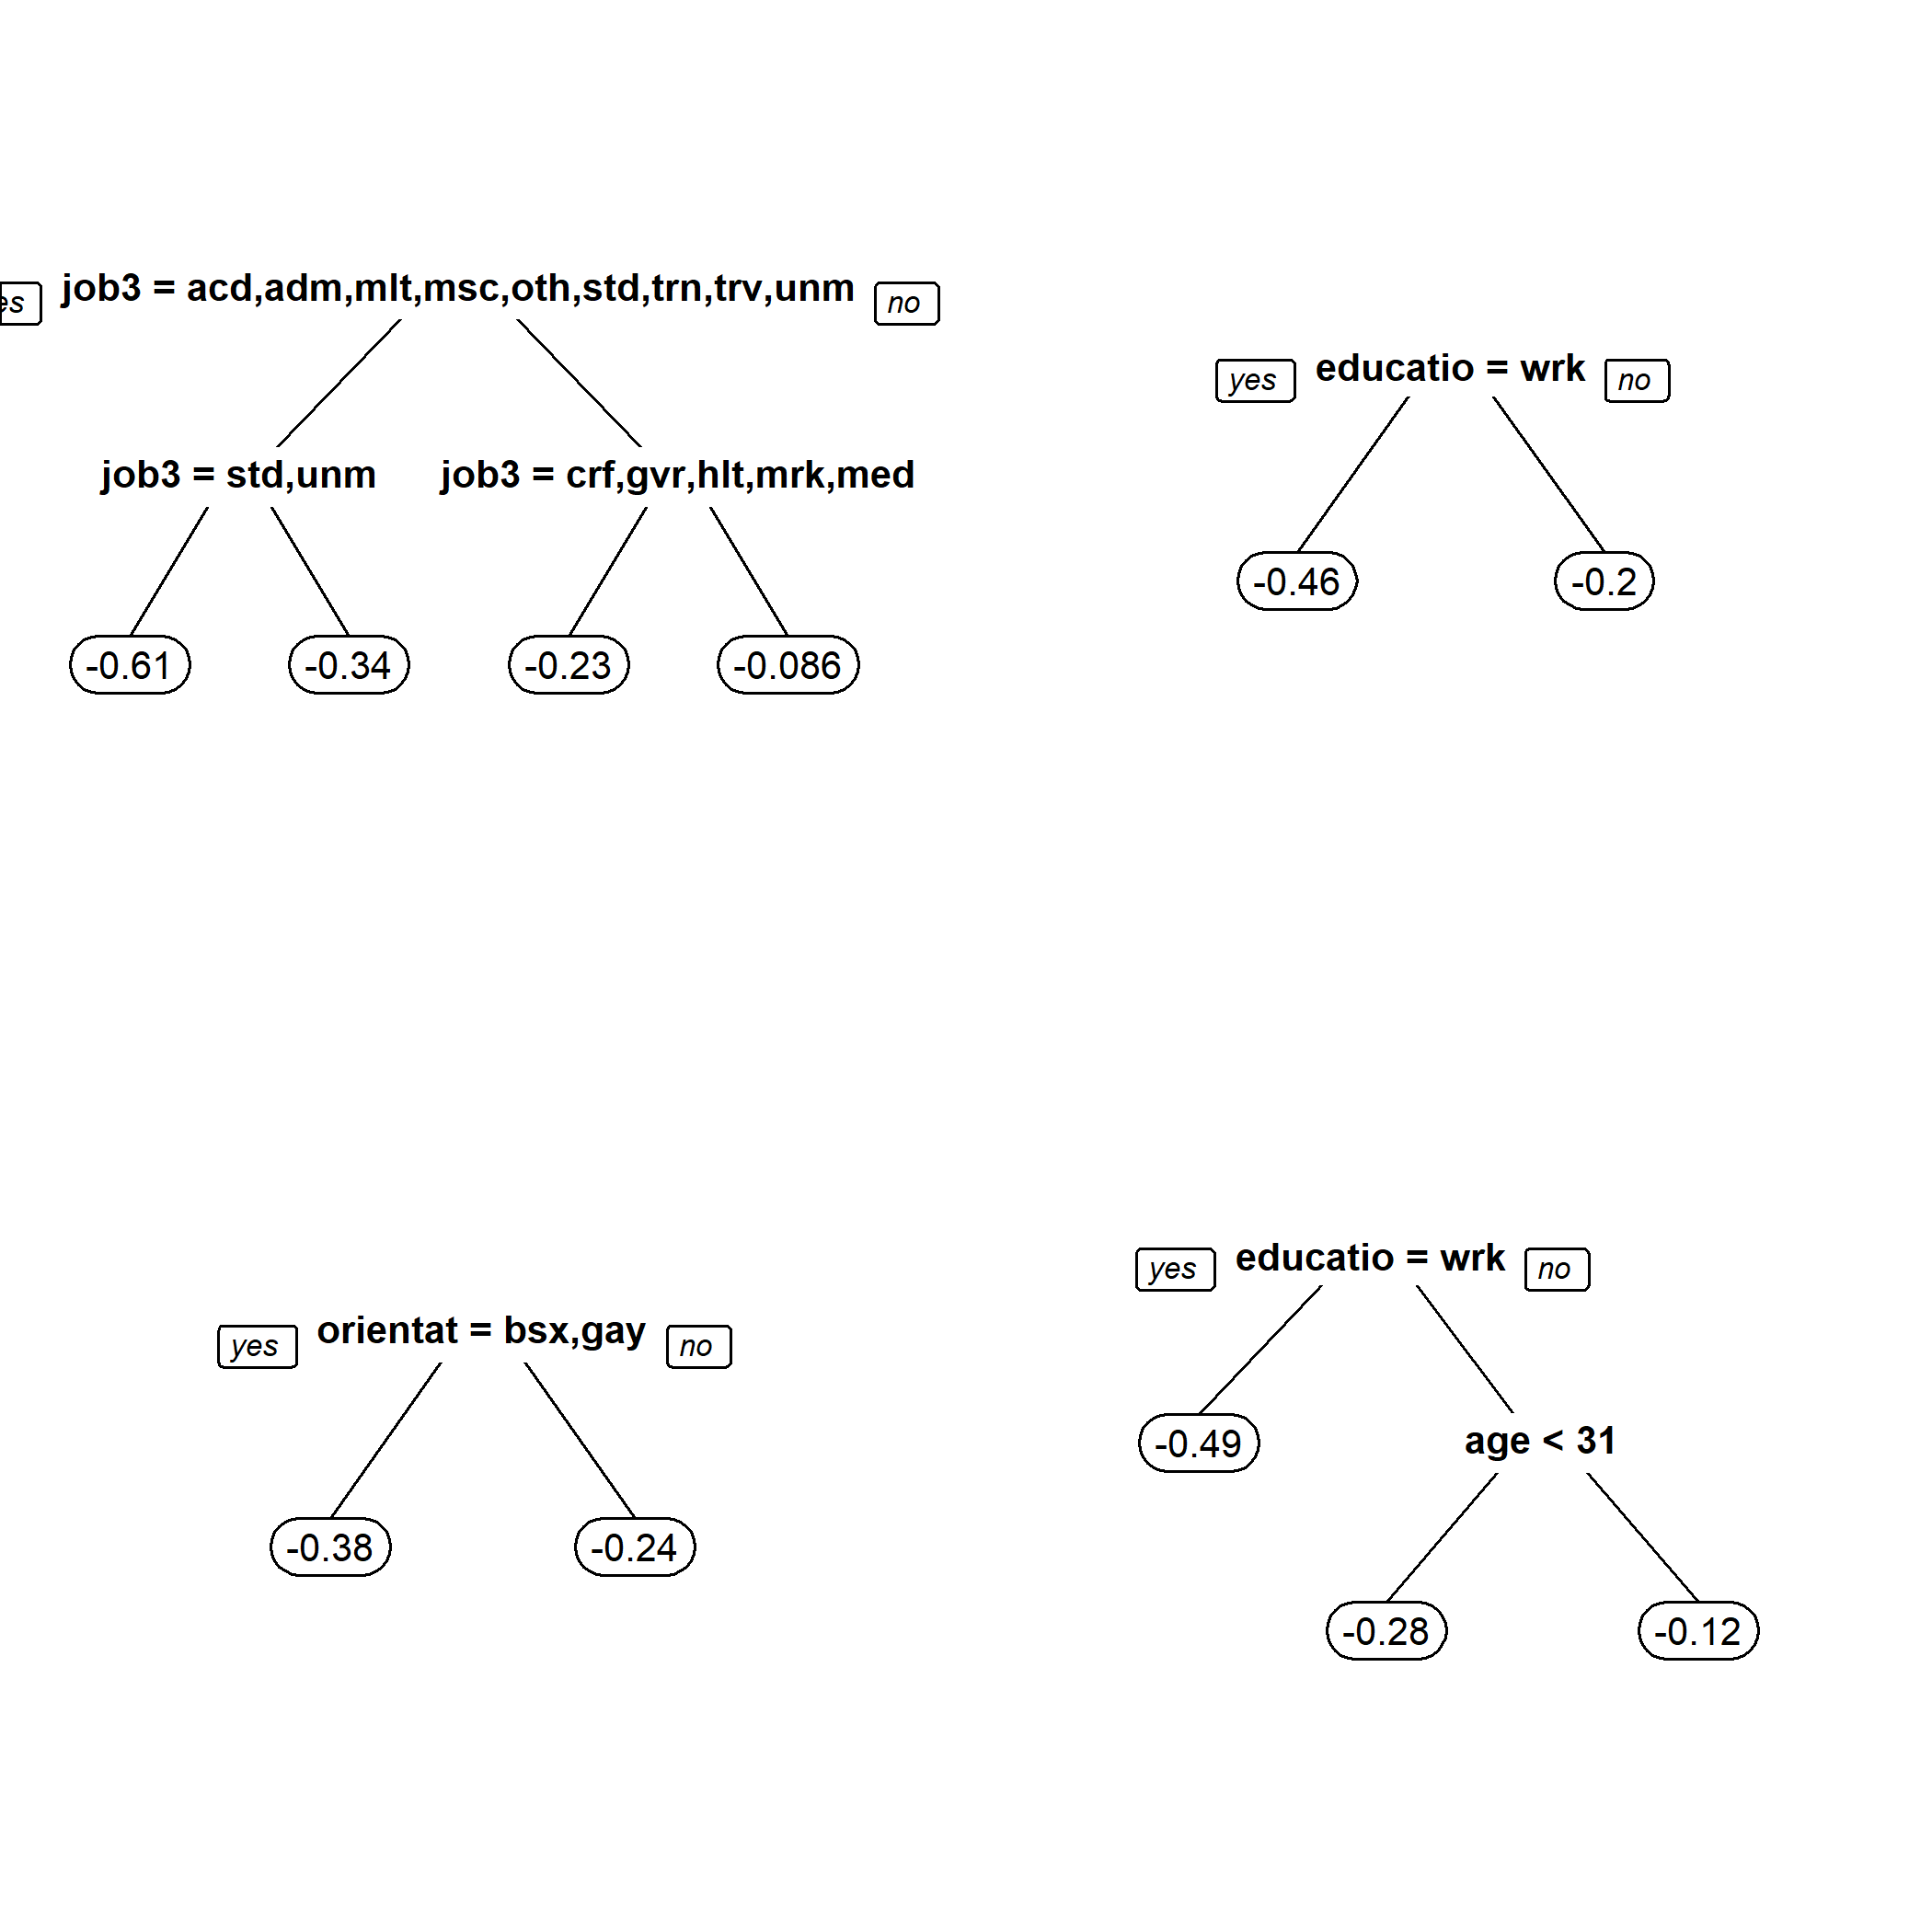 es job3 = acd,adm,mlt,msc,oth,std,trn,trv,unm no
job3 = std,unm job3 = crf,gvr,hlt,mrk,med
-0.61 -0.34 -0.23 -0.086
yes educatio = wrk no
-0.46 -0.2
yes orientat = bsx,gay no
-0.38 -0.24
yes educatio = wrk no
-0.49 age < 31
-0.28 -0.12